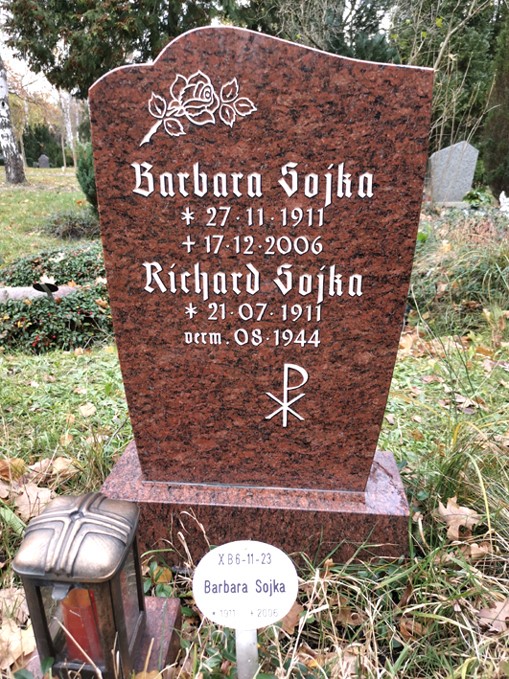 Barbara Sojka
* 27·11·1911
+ 17·12·2006
Richard Sojka
* 21·07·1911
verm. 08·1944
X B 6-11-23
Barbara Sojka
* 1911 + 2006